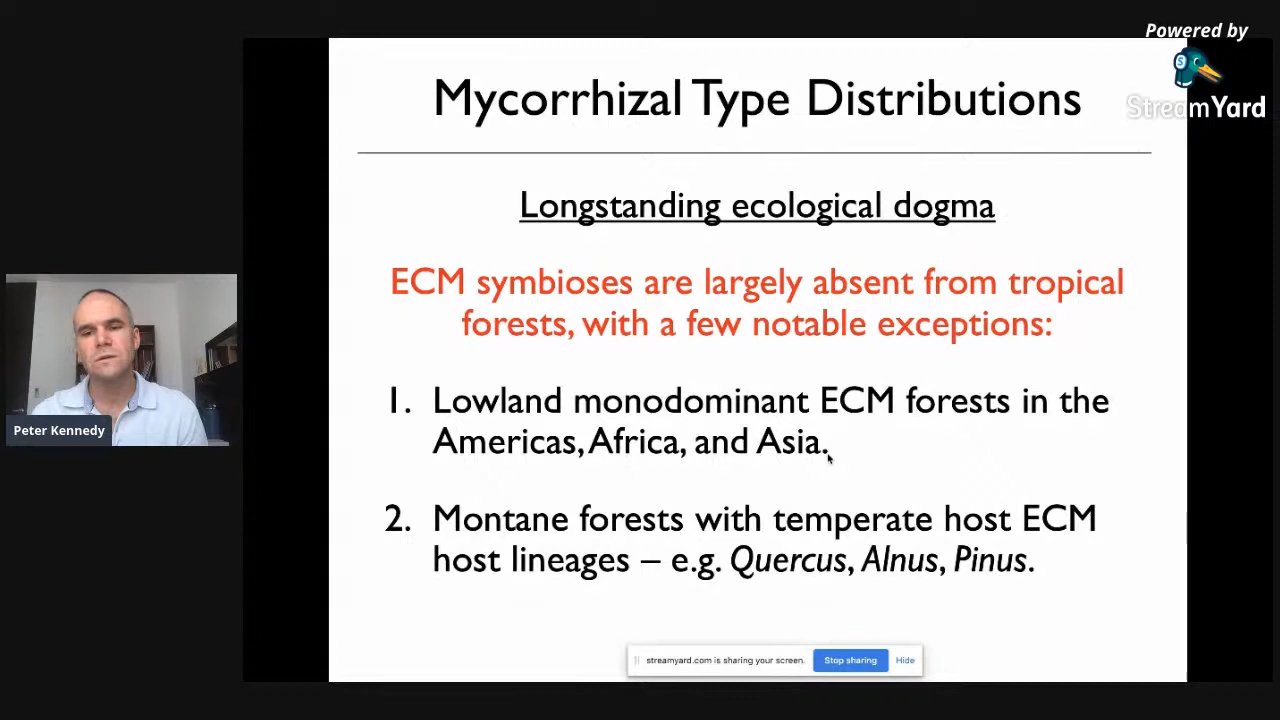 Powered by
StreamYard
Mycorrhizal Type Distributions
Longstanding ecological dogma
ECM symbioses are largely absent from tropical
forests, with a few notable exceptions:
1. Lowland monodominant ECM forests in the
Americas, Africa, and Asia.
2. Montane forests with temperate host ECM
host lineages – e.g. Quercus, Alnus, Pinus.
Peter Kennedy
streamyard.com is sharing your screen.
Stop sharing
Hide